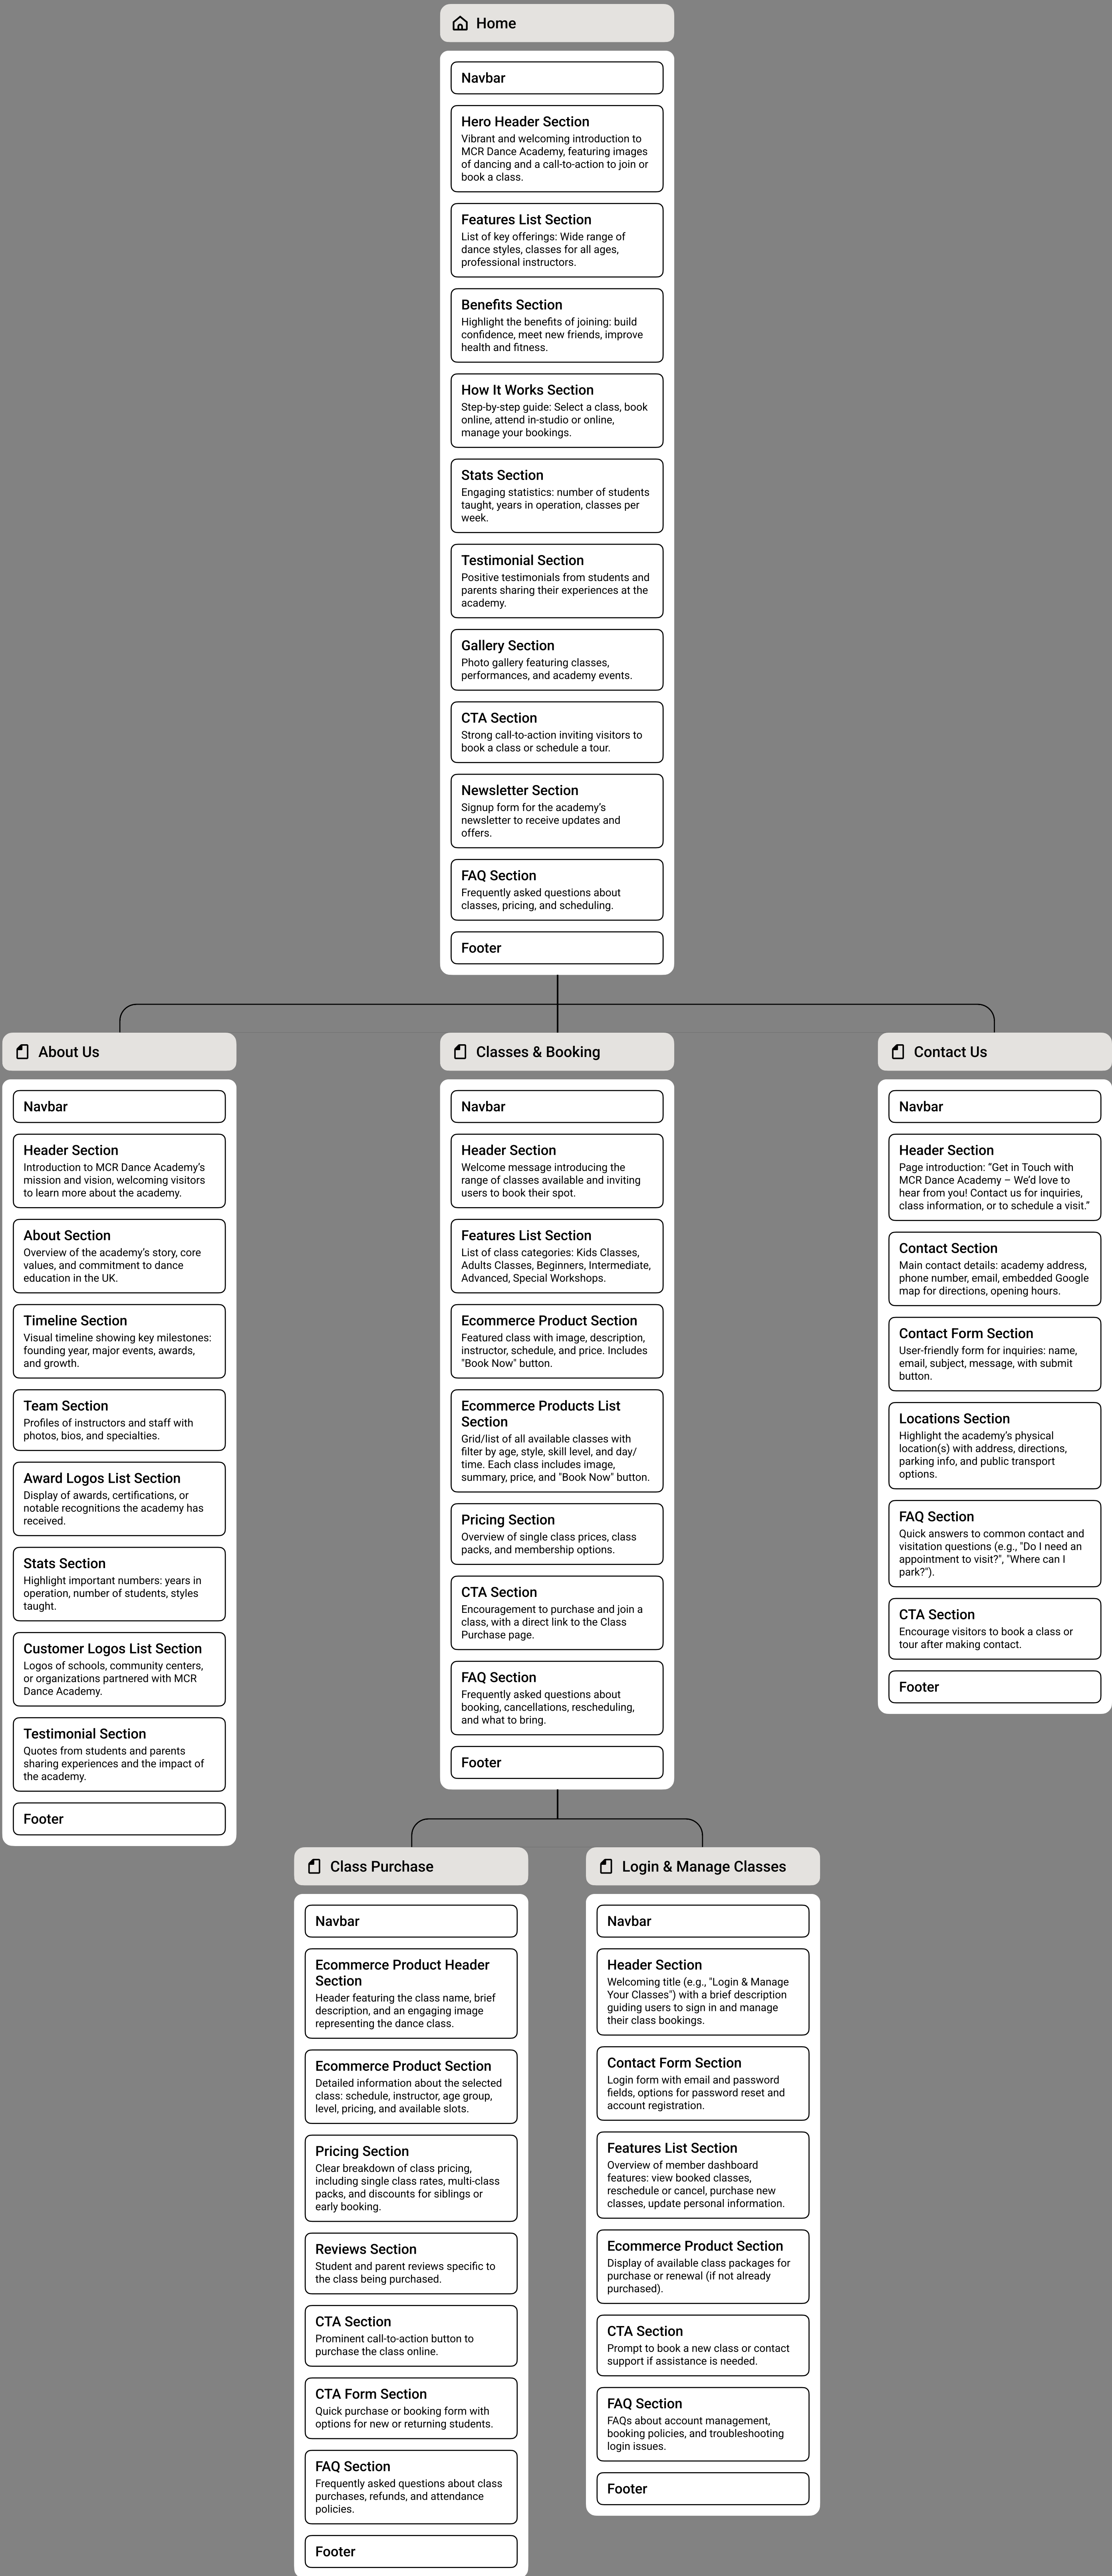 Home
Navbar
Hero Header Section
Vibrant and welcoming introduction to
MCR Dance Academy, featuring images
of dancing and a call-to-action to join or
book a class.
Features List Section
List of key offerings: Wide range of
dance styles, classes for all ages,
professional instructors.
Benefits Section
Highlight the benefits of joining: build
confidence, meet new friends, improve
health and fitness.
How It Works Section
Step-by-step guide: Select a class, book
online, attend in-studio or online,
manage your bookings.
Stats Section
Engaging statistics: number of students
taught, years in operation, classes per
week.
Testimonial Section
Positive testimonials from students and
parents sharing their experiences at the
academy.
Gallery Section
Photo gallery featuring classes,
performances, and academy events.
CTA Section
Strong call-to-action inviting visitors to
book a class or schedule a tour.
Newsletter Section
Signup form for the academy’s
newsletter to receive updates and
offers.
FAQ Section
Frequently asked questions about
classes, pricing, and scheduling.
Footer
About Us
Navbar
Header Section
Introduction to MCR Dance Academy’s
mission and vision, welcoming visitors
to learn more about the academy.
About Section
Overview of the academy’s story, core
values, and commitment to dance
education in the UK.
Timeline Section
Visual timeline showing key milestones:
founding year, major events, awards,
and growth.
Team Section
Profiles of instructors and staff with
photos, bios, and specialties.
Award Logos List Section
Display of awards, certifications, or
notable recognitions the academy has
received.
Stats Section
Highlight important numbers: years in
operation, number of students, styles
taught.
Customer Logos List Section
Logos of schools, community centers,
or organizations partnered with MCR
Dance Academy.
Testimonial Section
Quotes from students and parents
sharing experiences and the impact of
the academy.
Footer
Classes & Booking
Navbar
Header Section
Welcome message introducing the
range of classes available and inviting
users to book their spot.
Features List Section
List of class categories: Kids Classes,
Adults Classes, Beginners, Intermediate,
Advanced, Special Workshops.
Ecommerce Product Section
Featured class with image, description,
instructor, schedule, and price. Includes
"Book Now" button.
Ecommerce Products List
Section
Grid/list of all available classes with
filter by age, style, skill level, and day/
time. Each class includes image,
summary, price, and "Book Now" button.
Pricing Section
Overview of single class prices, class
packs, and membership options.
CTA Section
Encouragement to purchase and join a
class, with a direct link to the Class
Purchase page.
FAQ Section
Frequently asked questions about
booking, cancellations, rescheduling,
and what to bring.
Footer
Contact Us
Navbar
Header Section
Page introduction: “Get in Touch with
MCR Dance Academy – We’d love to
hear from you! Contact us for inquiries,
class information, or to schedule a visit.”
Contact Section
Main contact details: academy address,
phone number, email, embedded Google
map for directions, opening hours.
Contact Form Section
User-friendly form for inquiries: name,
email, subject, message, with submit
button.
Locations Section
Highlight the academy’s physical
location(s) with address, directions,
parking info, and public transport
options.
FAQ Section
Quick answers to common contact and
visitation questions (e.g., "Do I need an
appointment to visit?", "Where can I
park?").
CTA Section
Encourage visitors to book a class or
tour after making contact.
Footer
Class Purchase
Navbar
Ecommerce Product Header
Section
Header featuring the class name, brief
description, and an engaging image
representing the dance class.
Ecommerce Product Section
Detailed information about the selected
class: schedule, instructor, age group,
level, pricing, and available slots.
Pricing Section
Clear breakdown of class pricing,
including single class rates, multi-class
packs, and discounts for siblings or
early booking.
Reviews Section
Student and parent reviews specific to
the class being purchased.
CTA Section
Prominent call-to-action button to
purchase the class online.
CTA Form Section
Quick purchase or booking form with
options for new or returning students.
FAQ Section
Frequently asked questions about class
purchases, refunds, and attendance
policies.
Footer
Login & Manage Classes
Navbar
Header Section
Welcoming title (e.g., "Login & Manage
Your Classes") with a brief description
guiding users to sign in and manage
their class bookings.
Contact Form Section
Login form with email and password
fields, options for password reset and
account registration.
Features List Section
Overview of member dashboard
features: view booked classes,
reschedule or cancel, purchase new
classes, update personal information.
Ecommerce Product Section
Display of available class packages for
purchase or renewal (if not already
purchased).
CTA Section
Prompt to book a new class or contact
support if assistance is needed.
FAQ Section
FAQs about account management,
booking policies, and troubleshooting
login issues.
Footer